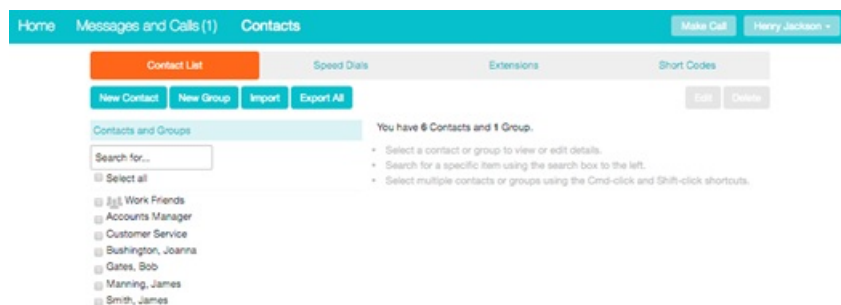 Home Messages and Calls (1) Contacts Make Call Henry Jackson
Contact List Speed Dials Extensions Short Codes
New Contact New Group Import Export All Edit Delete
Contacts and Groups
You have 6 Contacts and 1 Group.
Search for...
Select a contact or group to view or edit details.
Search for a specific item using the search box to the left.
Select multiple contacts or groups using the Cmd-click and Shift-click shortcuts.
Select all
Work Friends
Accounts Manager
Customer Service
Bushington, Joanna
Gates, Bob
Manning, James
Smith, James